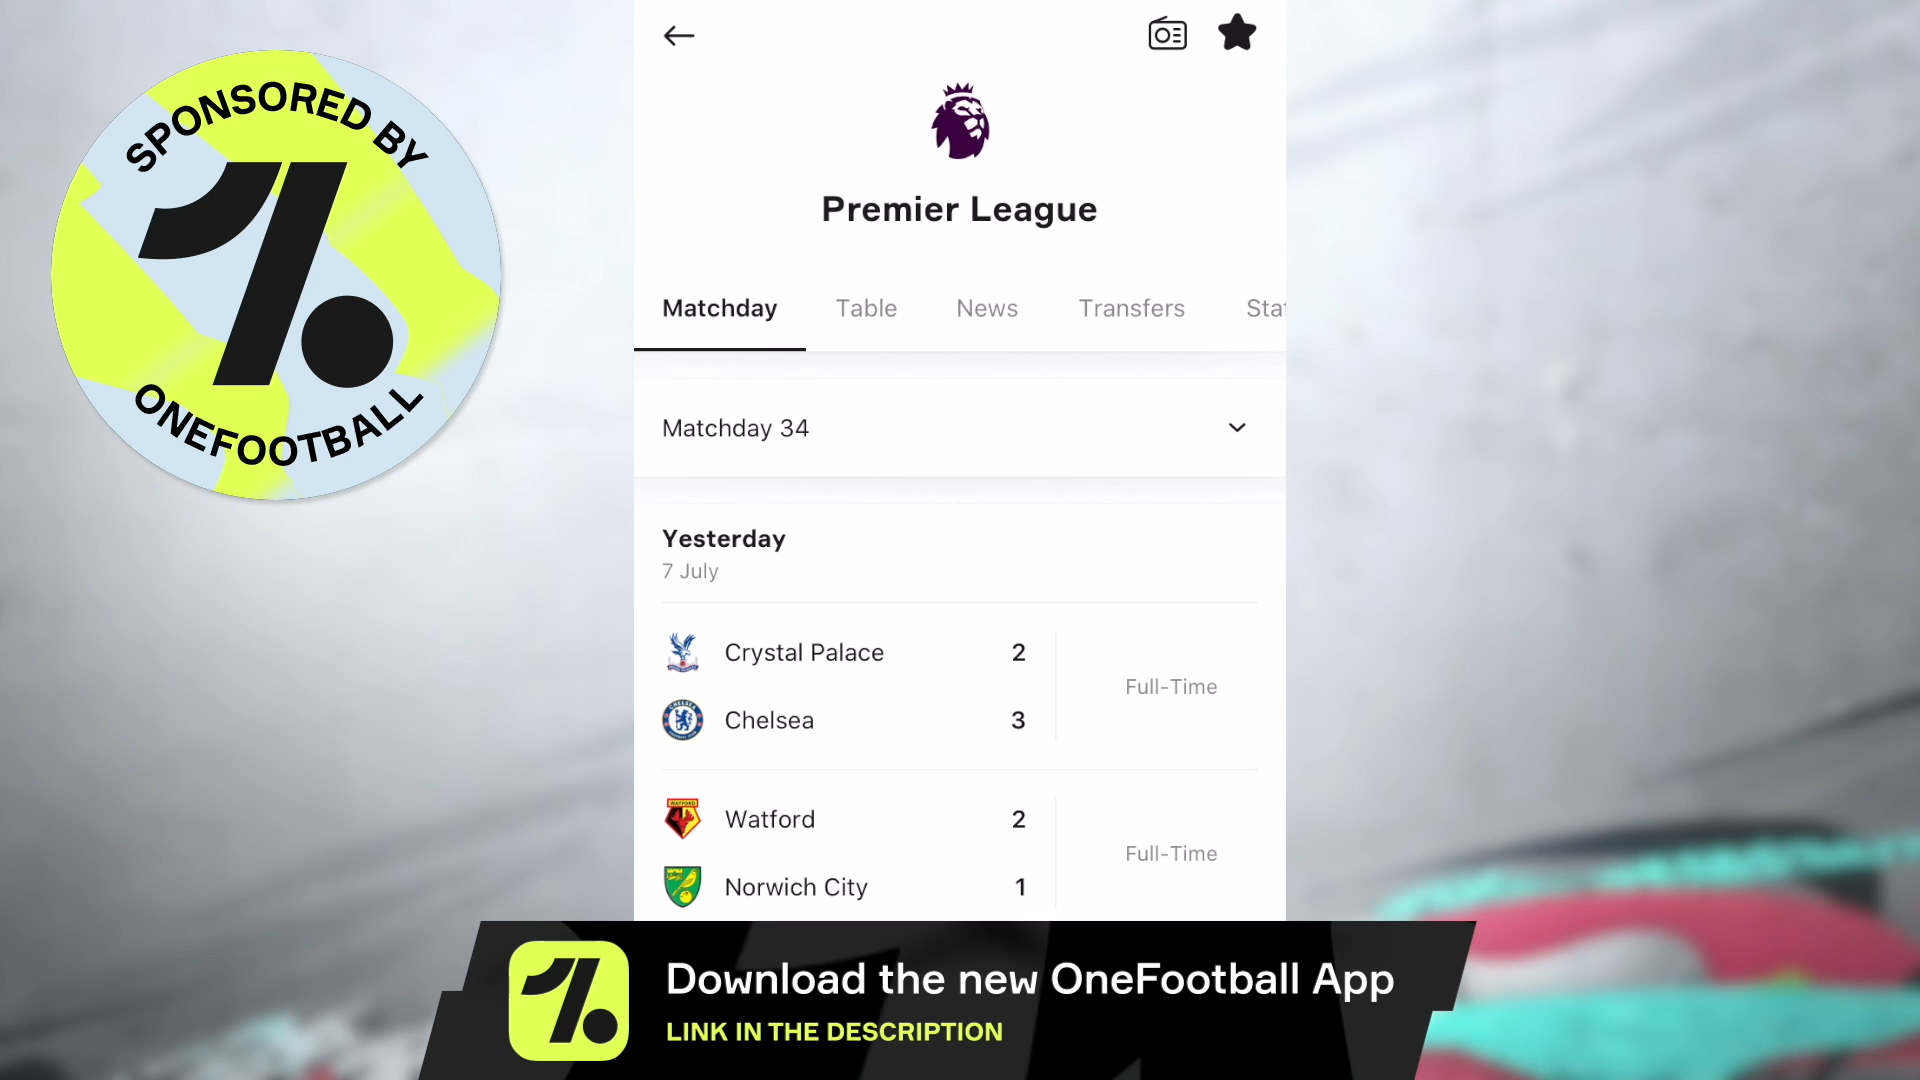 SPONSORED BY
ONEFOOTBALL
Premier League
Matchday Table News Transfers Sta
Matchday 34
Yesterday
7 July
Crystal Palace 2
Full-Time
Chelsea 3
Watford 2
Full-Time
Norwich City 1
Download the new OneFootball App
LINK IN THE DESCRIPTION